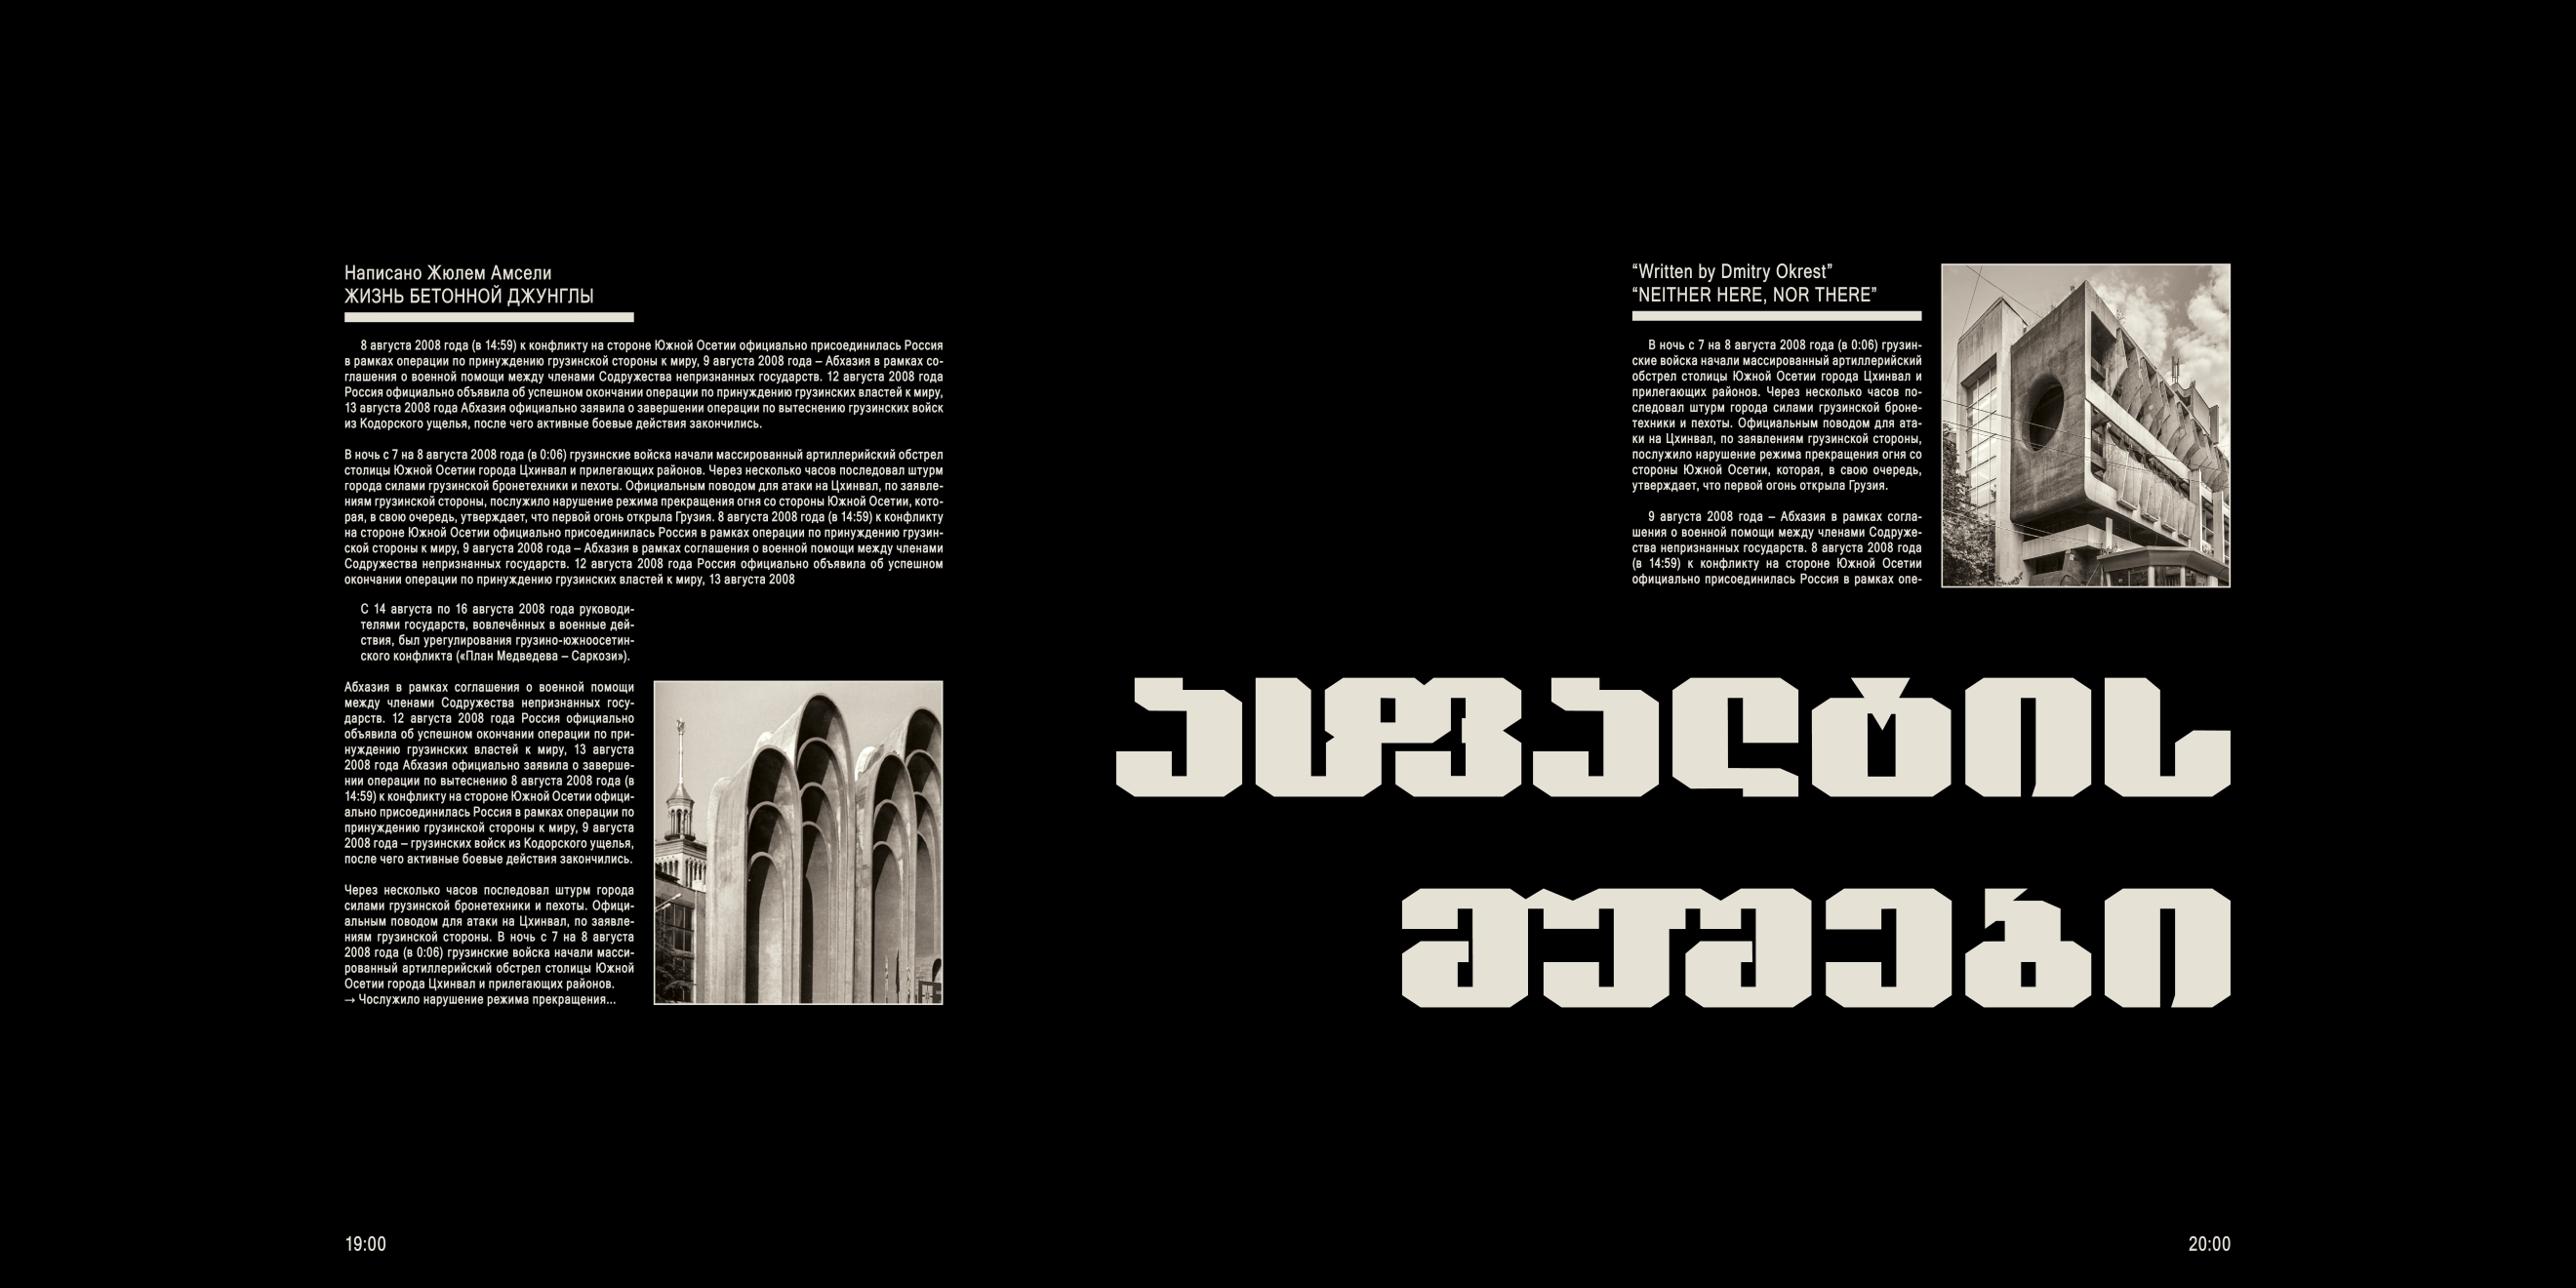 Написано Жюлем Амсели
ЖИЗНЬ БЕТОННОЙ ДЖУНГЛЫ
8 августа 2008 года (в 14:59) к конфликту на стороне Южной Осетии официально присоединилась Россия
в рамках операции по принуждению грузинской стороны к миру, 9 августа 2008 года – Абхазия в рамках со-
глашения о военной помощи между членами Содружества непризнанных государств. 12 августа 2008 года
Россия официально объявила об успешном окончании операции по принуждению грузинских властей к миру,
13 августа 2008 года Абхазия официально заявила о завершении операции по вытеснению грузинских войск
из Кодорского ущелья, после чего активные боевые действия закончились.
В ночь с 7 на 8 августа 2008 года (в 0:06) грузинские войска начали массированный артиллерийский обстрел
столицы Южной Осетии города Цхинвал и прилегающих районов. Через несколько часов последовал штурм
города силами грузинской бронетехники и пехоты. Официальным поводом для атаки на Цхинвал, по заявле-
ниям грузинской стороны, послужило нарушение режима прекращения огня со стороны Южной Осетии, кото-
рая, в свою очередь, утверждает, что первой огонь открыла Грузия. 8 августа 2008 года (в 14:59) к конфликту
на стороне Южной Осетии официально присоединилась Россия в рамках операции по принуждению грузин-
ской стороны к миру, 9 августа 2008 года – Абхазия в рамках соглашения о военной помощи между членами
Содружества непризнанных государств. 12 августа 2008 года Россия официально объявила об успешном
окончании операции по принуждению грузинских властей к миру, 13 августа 2008
С 14 августа по 16 августа 2008 года руководи-
телями государств, вовлечённых в военные дей-
ствия, был урегулирования грузино-южноосетин-
ского конфликта («План Медведева – Саркози»).
Абхазия в рамках соглашения о военной помощи
между членами Содружества непризнанных госу-
дарств. 12 августа 2008 года Россия официально
объявила об успешном окончании операции по при-
нуждению грузинских властей к миру, 13 августа
2008 года Абхазия официально заявила о заверше-
нии операции по вытеснению 8 августа 2008 года (в
14:59) к конфликту на стороне Южной Осетии офици-
ально присоединилась Россия в рамках операции по
принуждению грузинской стороны к миру, 9 августа
2008 года – грузинских войск из Кодорского ущелья,
после чего активные боевые действия закончились.
Через несколько часов последовал штурм города
силами грузинской бронетехники и пехоты. Офици-
альным поводом для атаки на Цхинвал, по заявле-
ниям грузинской стороны. В ночь с 7 на 8 августа
2008 года (в 0:06) грузинские войска начали масси-
рованный артиллерийский обстрел столицы Южной
Осетии города Цхинвал и прилегающих районов.
→ Чослужило нарушение режима прекращения...
“Written by Dmitry Okrest”
“NEITHER HERE, NOR THERE”
В ночь с 7 на 8 августа 2008 года (в 0:06) грузин-
ские войска начали массированный артиллерийский
обстрел столицы Южной Осетии города Цхинвал и
прилегающих районов. Через несколько часов по-
следовал штурм города силами грузинской броне-
техники и пехоты. Официальным поводом для ата-
ки на Цхинвал, по заявлениям грузинской стороны,
послужило нарушение режима прекращения огня со
стороны Южной Осетии, которая, в свою очередь,
утверждает, что первой огонь открыла Грузия.
9 августа 2008 года – Абхазия в рамках согла-
шения о военной помощи между членами Содруже-
ства непризнанных государств. 8 августа 2008 года
(в 14:59) к конфликту на стороне Южной Осетии
официально присоединилась Россия в рамках опе-
ასფალტის
19:00
20:00